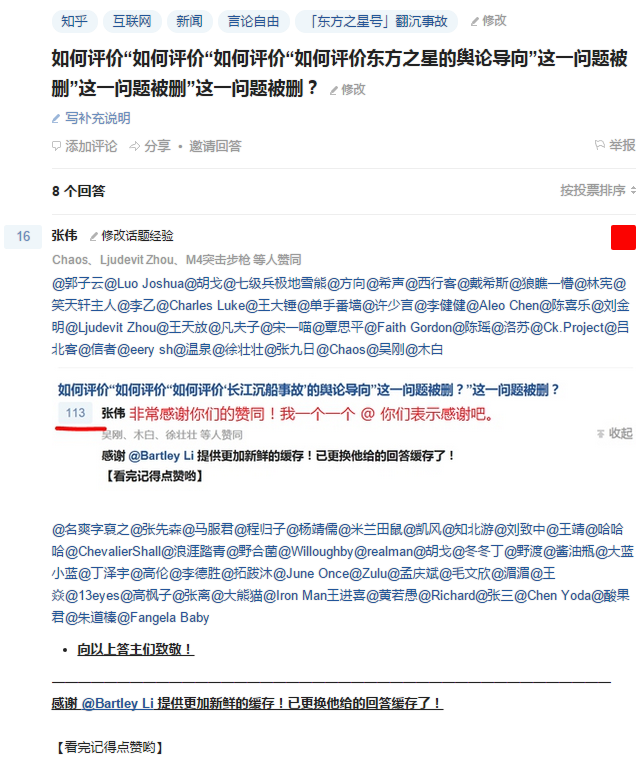 知乎 互联网 新闻 言论自由 「东方之星号」翻沉事故 修改
如何评价“如何评价“如何评价“如何评价东方之星的舆论导向”这一问题被
删”这一问题被删”这一问题被删？ 修改
写补充说明
添加评论 分享 • 邀请回答 举报
8 个回答 按投票排序
16 张伟 修改话题经验
Chaos、Ljudevit Zhou、M4突击步枪 等人赞同
@郭子云@Luo Joshua@胡戈@七级兵极地雪熊@方向@希声@西行客@戴希斯@狼瞧一懵@林宪@
笑天轩主人@李乙@Charles Luke@王大锤@单手番墙@许少言@李健健@Aleo Chen@陈喜乐@刘金
明@Ljudevit Zhou@王天放@凡夫子@宋一喵@覃思平@Faith Gordon@陈瑶@洛苏@Ck.Project@吕
北客@信者@eery sh@温泉@徐壮壮@张九日@Chaos@吴刚@木白
如何评价“如何评价“如何评价‘长江沉船事故’的舆论导向”这一问题被删？”这一问题被删？
113 张伟 非常感谢你们的赞同！我一个一个 @ 你们表示感谢吧。
吴刚、木白、徐壮壮 等人赞同 收起
感谢 @Bartley Li 提供更加新鲜的缓存！已更换他给的回答缓存了！
【看完记得点赞哟】
@名爽字裒之@张先森@马服君@程归子@杨靖儒@米兰田鼠@凯风@知北游@刘致中@王靖@哈哈
哈@ChevalierShall@浪涯踏青@野合菌@Willoughby@realman@胡戈@冬冬丁@野渡@酱油瓶@大蓝
小蓝@丁泽宇@高伦@李德胜@拓跋沐@June Once@Zulu@孟庆斌@毛文欣@湄湄@王
焱@13eyes@高枫子@张离@大熊猫@Iron Man王进喜@黄若愚@Richard@张三@Chen Yoda@酸果
君@朱道榛@Fangela Baby
• 向以上答主们致敬！
感谢 @Bartley Li 提供更加新鲜的缓存！已更换他给的回答缓存了！
【看完记得点赞哟】